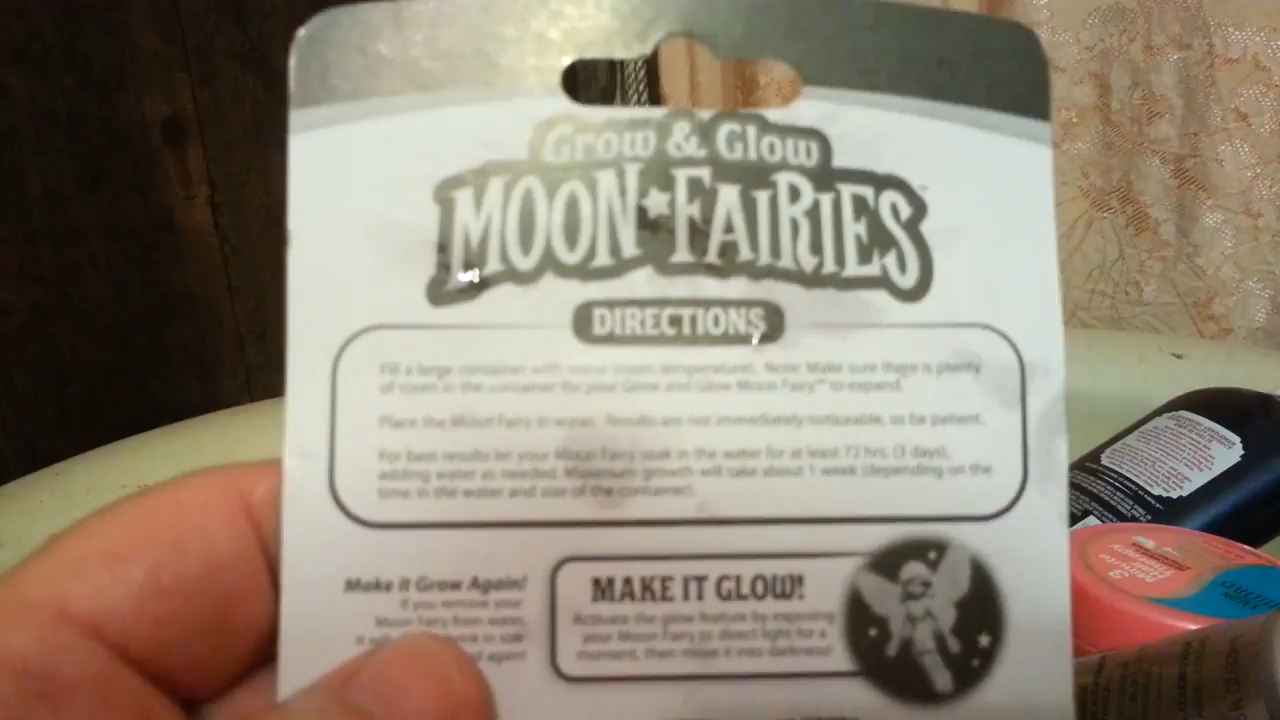 Grow & Glow
MOON FAIRIES™
DIRECTIONS
Fill a large container with water (room temperature). Note: Make sure there is plenty
of room in the container for your Grow and Glow Moon Fairy™ to expand.
Place the Moon Fairy in water. Results are not immediately noticeable, so be patient.
For best results let your Moon Fairy soak in the water for at least 72 hrs. (3 days),
adding water as needed. Maximum growth will take about 1 week (depending on the
time in the water and size of the container).
Make it Grow Again!
If you remove your
Moon Fairy from water,
it will in size
again!
MAKE IT GLOW!
Activate the glow feature by exposing
your Moon Fairy to direct light for a
moment, then move it into darkness!
3
Minute